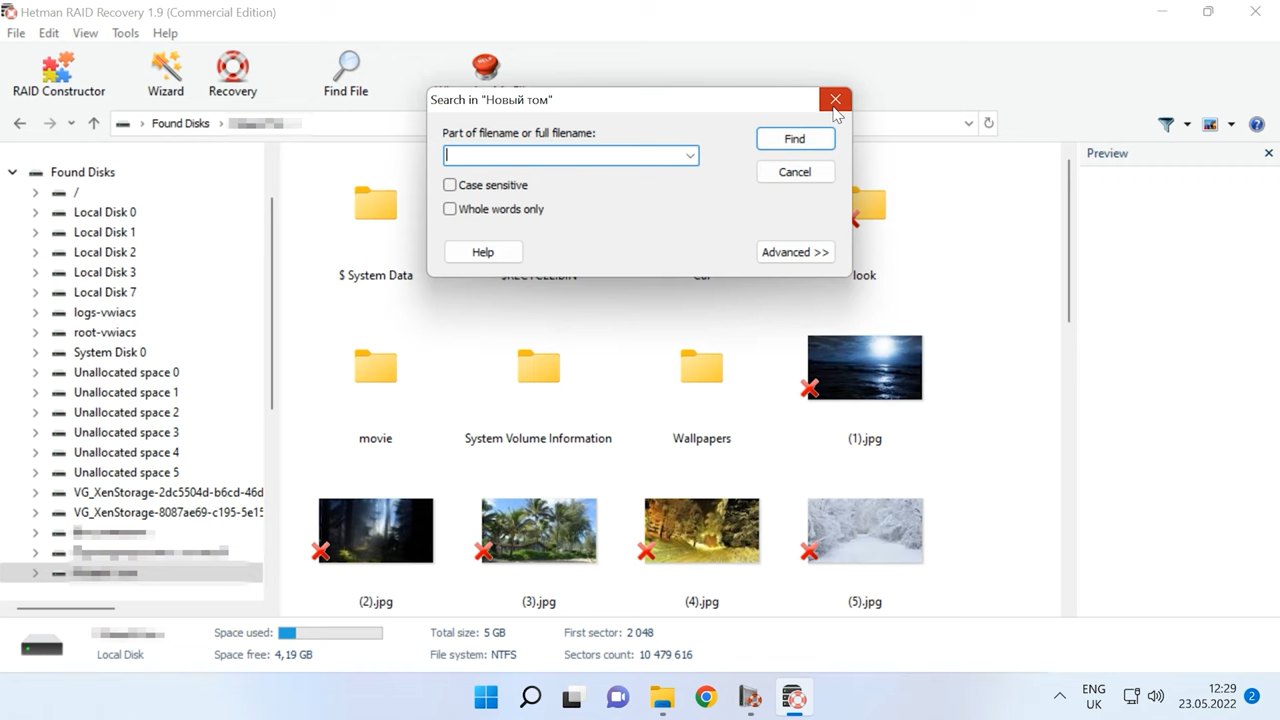 Hetman RAID Recovery 1.9 (Commercial Edition)
File Edit View Tools Help
RAID Constructor
Wizard
Recovery
Find File
Found Disks
Search in "Новый том"
Part of filename or full filename:
Find
Case sensitive
Cancel
Whole words only
Help
Advanced >>
Preview
Found Disks
/
Local Disk 0
Local Disk 1
Local Disk 2
Local Disk 3
Local Disk 7
logs-vwiacs
root-vwiacs
System Disk 0
Unallocated space 0
Unallocated space 1
Unallocated space 2
Unallocated space 3
Unallocated space 4
Unallocated space 5
VG_XenStorage-2dc5504d-b6cd-46d
VG_XenStorage-8087ae69-c195-5e15
$ System Data
look
movie
System Volume Information
Wallpapers
(1).jpg
(2).jpg
(3).jpg
(4).jpg
(5).jpg
Local Disk
Space used:
Space free: 4,19 GB
Total size: 5 GB
File system: NTFS
First sector: 2 048
Sectors count: 10 479 616
ENG
UK
12:29
23.05.2022
2
HELP